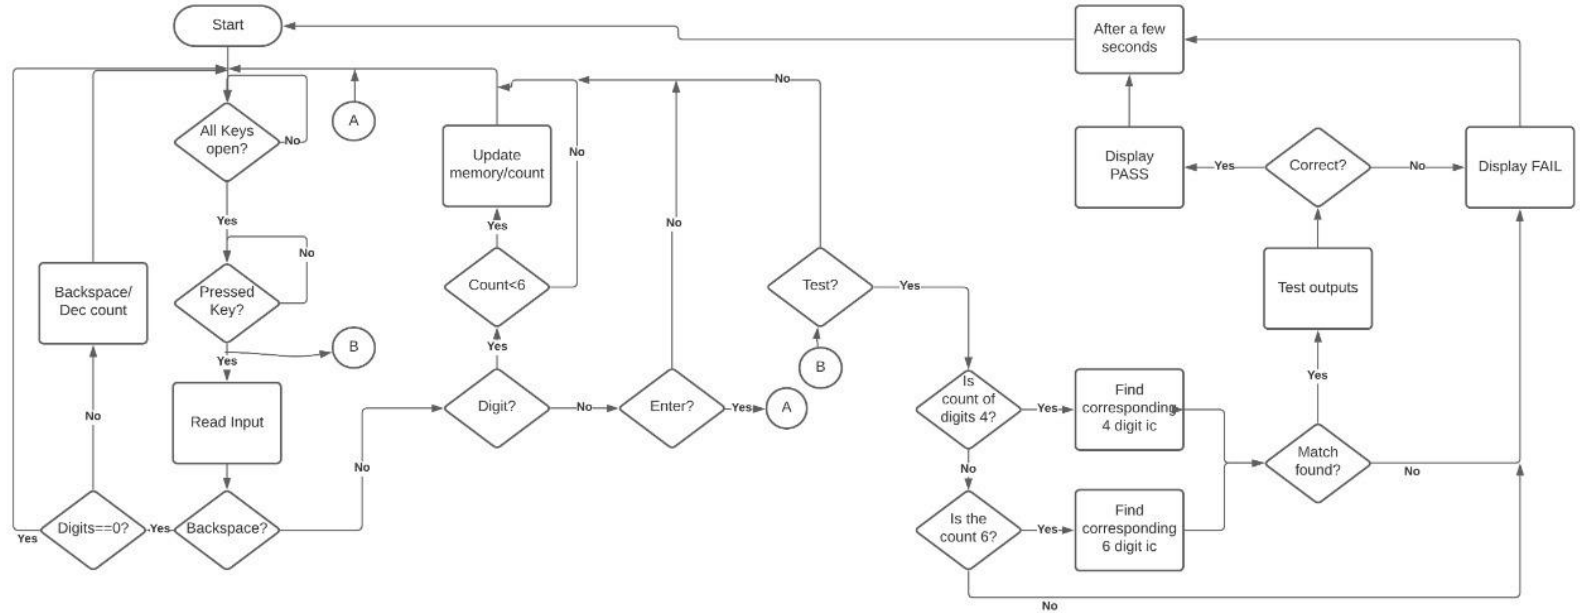 Start
After a few
seconds
No
A
All Keys
open?
No
Update
memory/count
No
Display
PASS
Yes
Correct?
No
Display FAIL
Yes
Yes
No
No
No
Backspace/
Dec count
Pressed
Key?
Count<6
Test?
Yes
Test outputs
Yes
B
Yes
B
Yes
Is
count of
digits 4?
Yes
Find
corresponding
4 digit ic
No
Read Input
Digit?
No
Enter?
Yes
A
No
No
Match
found?
No
Digits==0?
Yes
Yes
Backspace?
Is the
count 6?
Yes
Find
corresponding
6 digit ic
No